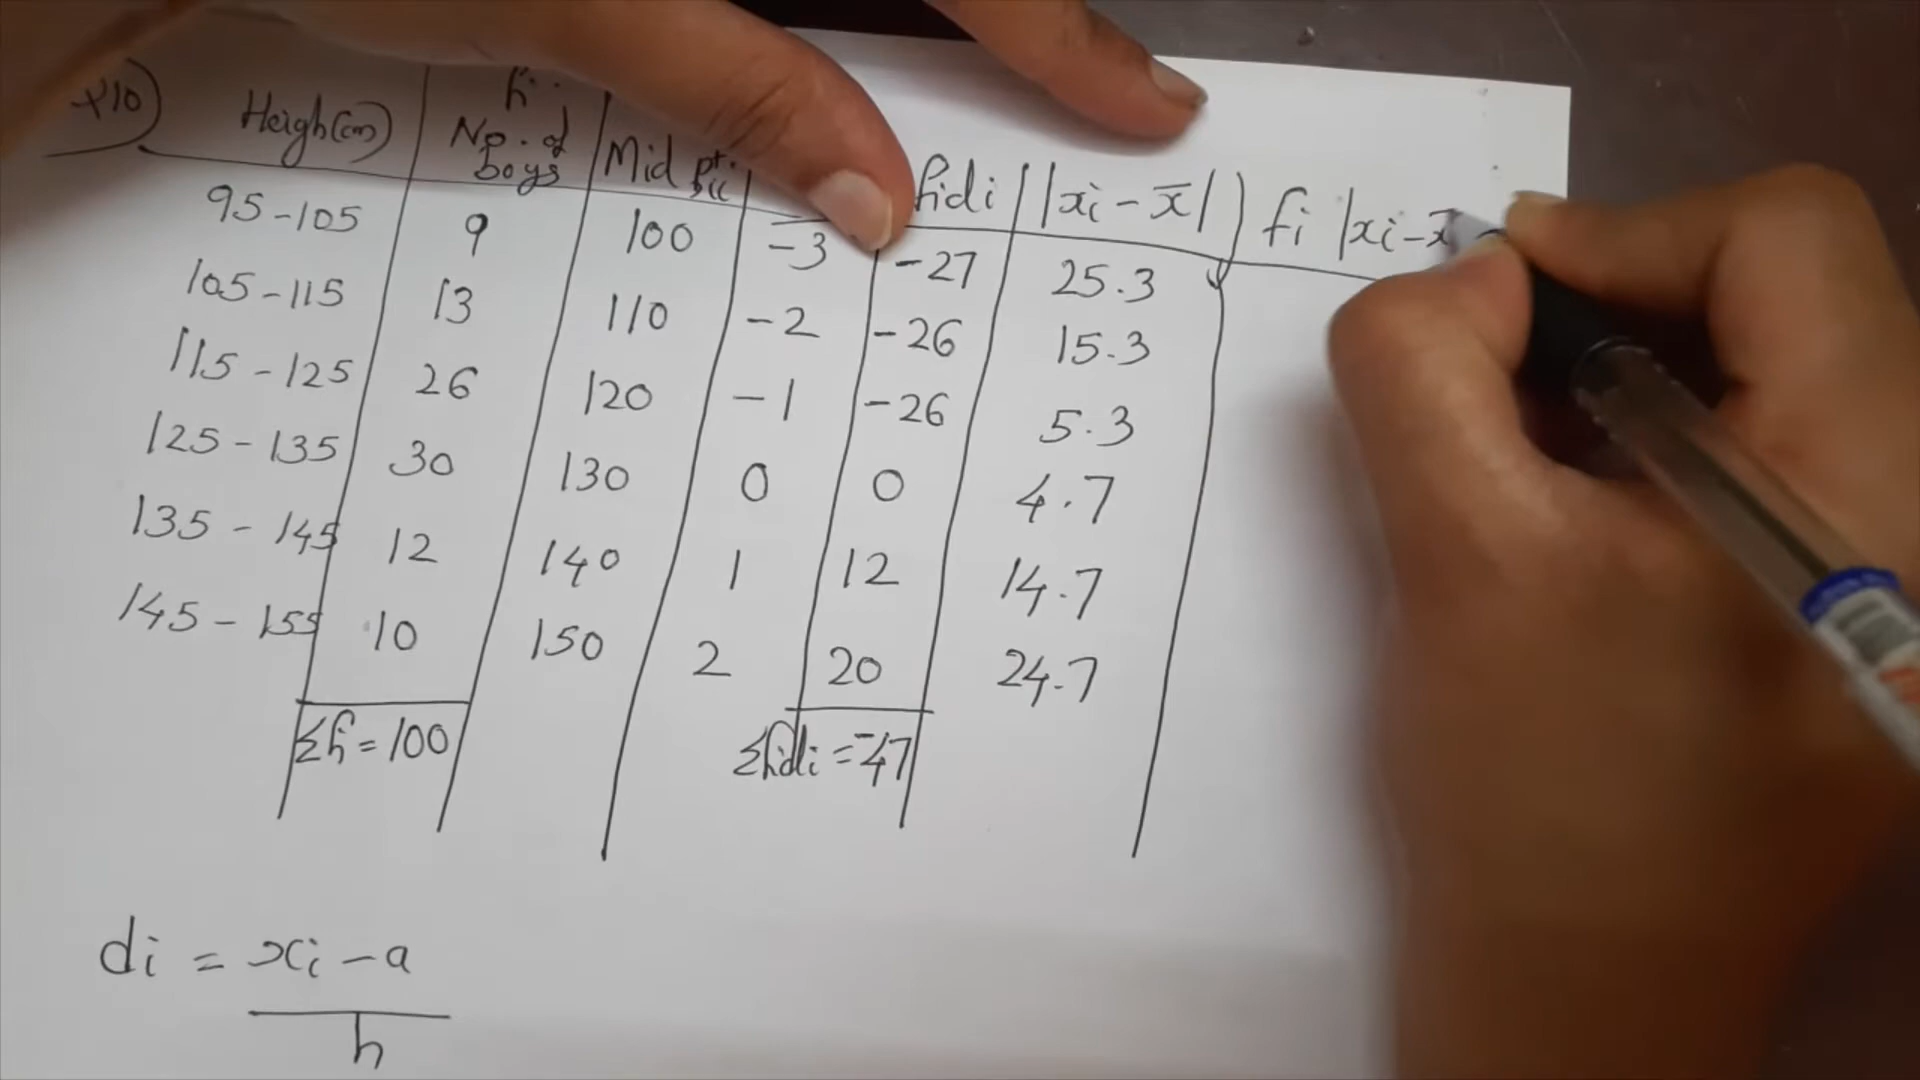 ×10) Heigh(cm) fi No. of boys Mid pt. fidi |xi - x̄| fi |xi - x̄
95-105 9 100 -3 -27 25.3
105-115 13 110 -2 -26 15.3
115-125 26 120 -1 -26 5.3
125-135 30 130 0 0 4.7
135-145 12 140 1 12 14.7
145-155 10 150 2 20 24.7
Σfi = 100 Σfidi = -47
di = xi - a
h